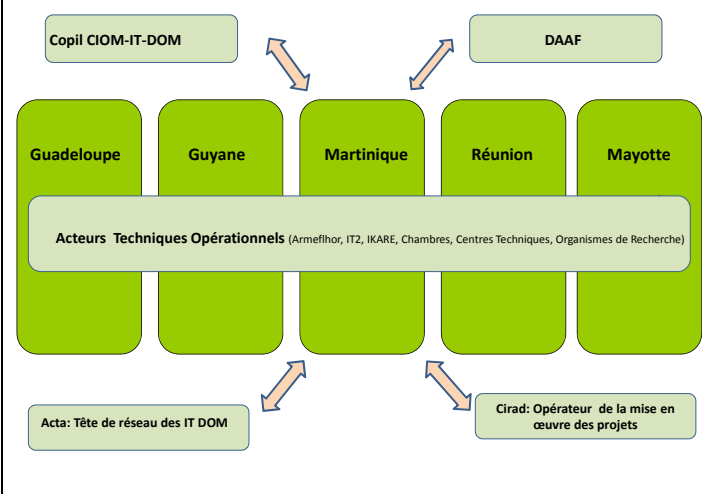 Copil CIOM-IT-DOM
DAAF
Guadeloupe
Guyane
Martinique
Réunion
Mayotte
Acteurs Techniques Opérationnels (Armeflhor, IT2, IKARE, Chambres, Centres Techniques, Organismes de Recherche)
Acta: Tête de réseau des IT DOM
Cirad: Opérateur de la mise en
œuvre des projets